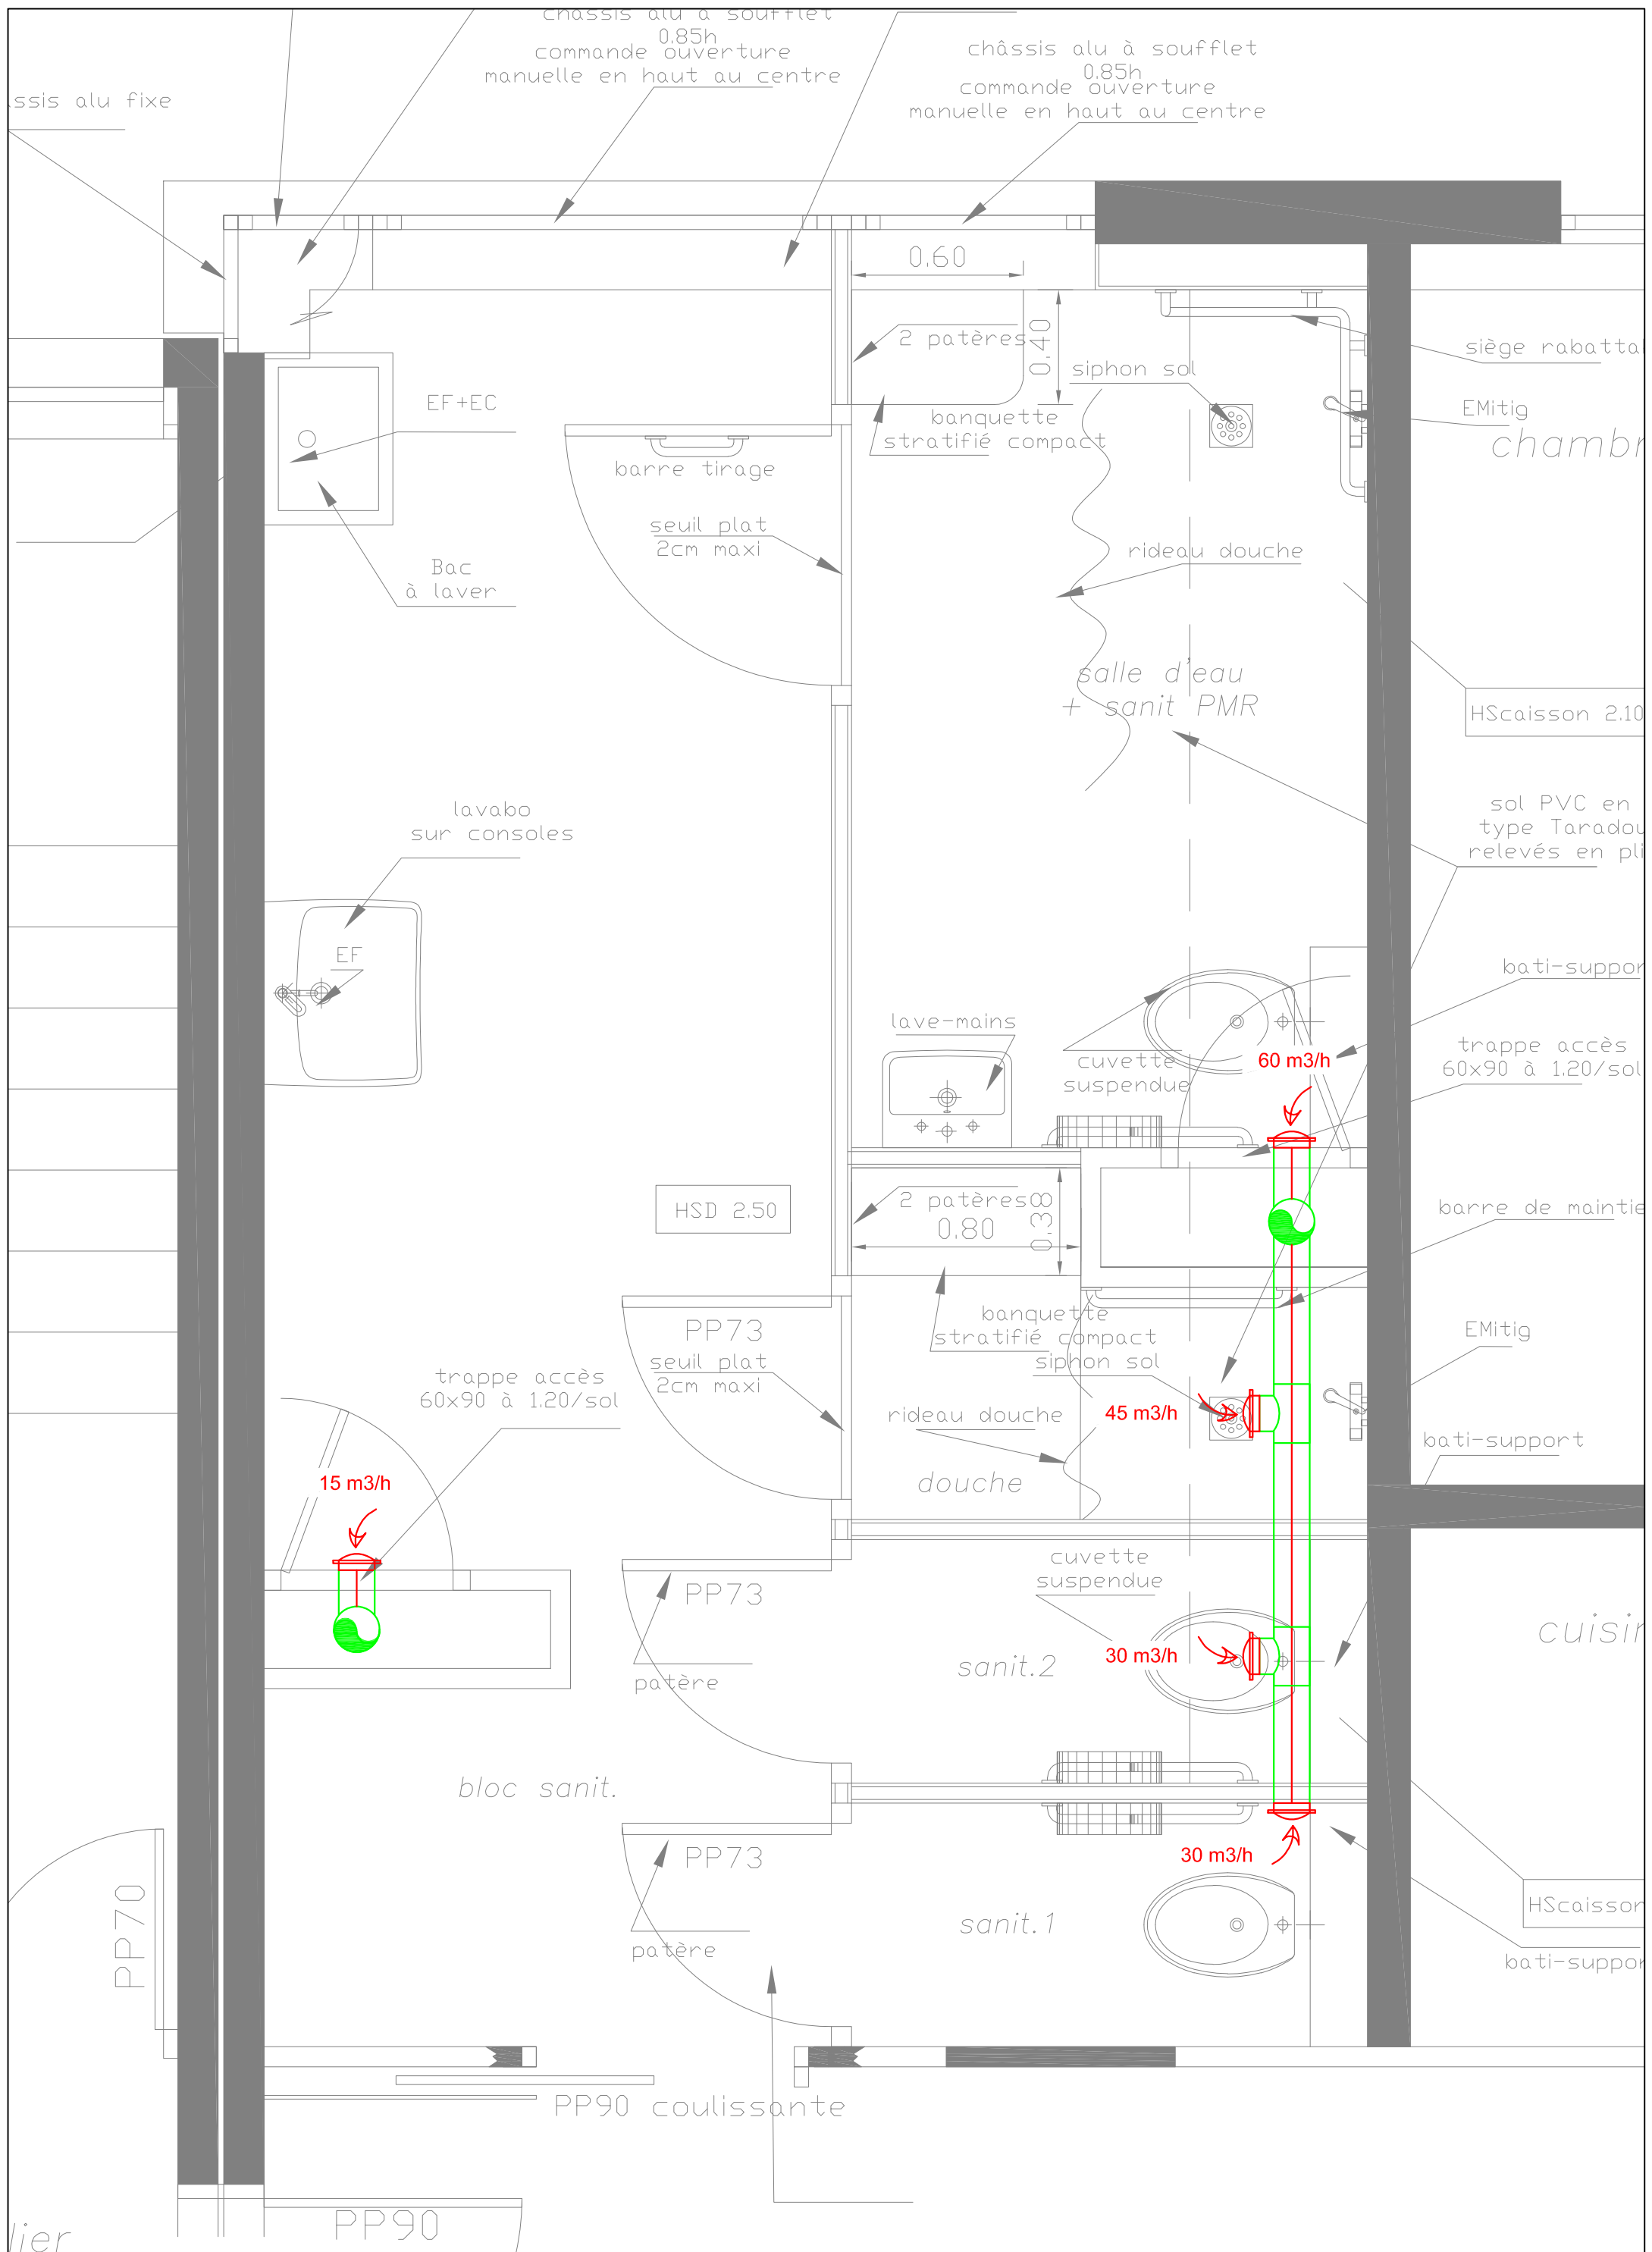 châssis alu à soufflet
0.85h
commande ouverture
manuelle en haut au centre
châssis alu à soufflet
0.85h
commande ouverture
manuelle en haut au centre
ssis alu fixe
0.60
2 patères
0.40
siphon sol
siège rabatta
EMitig
chambr
EF+EC
banquette
stratifié compact
barre tirage
seuil plat
2cm maxi
rideau douche
Bac
à laver
salle d'eau
+ sanit PMR
HScaisson 2.10
lavabo
sur consoles
sol PVC en
type Taradou
relevés en pli
EF
bati-suppor
lave-mains
cuvette
suspendue
60 m3/h
trappe accès
60x90 à 1.20/sol
HSD 2.50
2 patères
0.80
0.38
barre de maintie
banquette
stratifié compact
PP73
seuil plat
2cm maxi
siphon sol
EMitig
trappe accès
60x90 à 1.20/sol
rideau douche
45 m3/h
bati-support
douche
15 m3/h
cuvette
suspendue
PP73
patère
sanit.2
30 m3/h
cuisin
bloc sanit.
PP73
30 m3/h
patère
sanit.1
HScaisson
bati-suppor
PP70
PP90 coulissante
PP90
lier